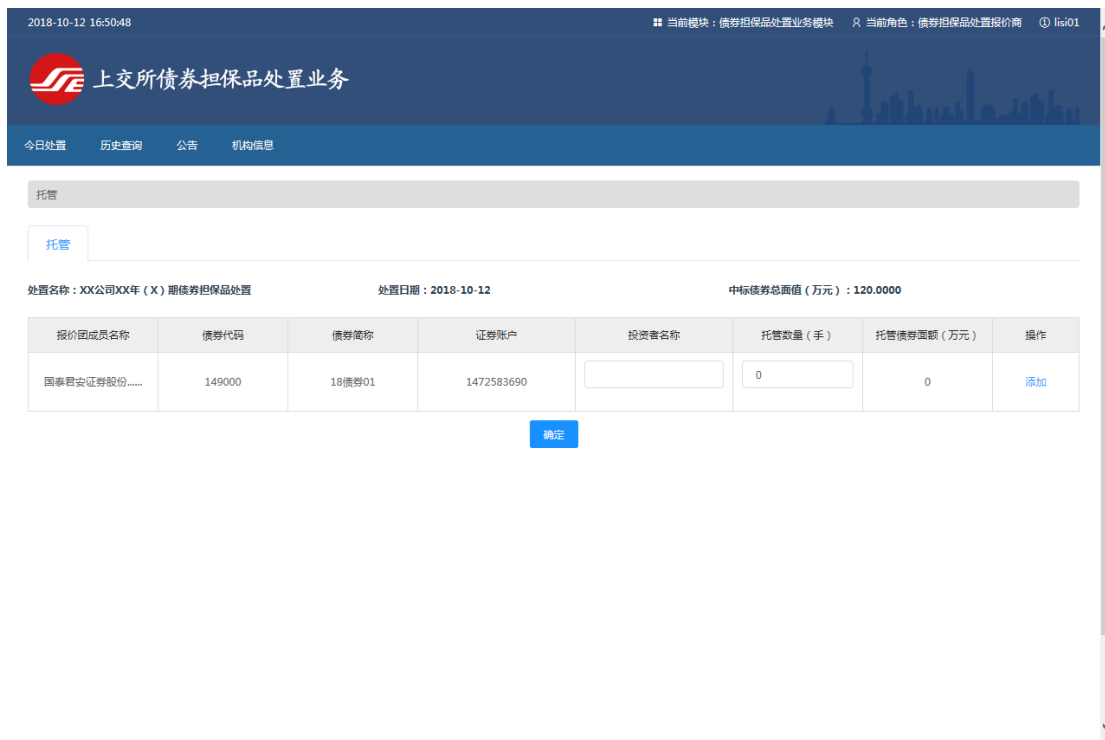 2018-10-12 16:50:48 当前模块：债券担保品处置业务模块 当前角色：债券担保品处置报价商 lisi01
上交所债券担保品处置业务
今日处置 历史查询 公告 机构信息
托管
托管
处置名称：XX公司XX年（X）期债券担保品处置 处置日期：2018-10-12 中标债券总面值（万元）：120.0000
报价团成员名称 债券代码 债券简称 证券账户 投资者名称 托管数量（手） 托管债券面额（万元） 操作
国泰君安证券股份...... 149000 18债券01 1472583690 0 0 添加
确定